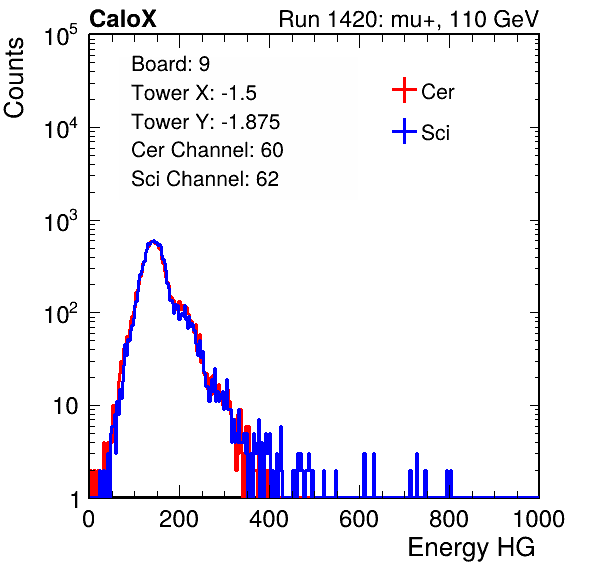 CaloX Run 1420: mu+, 110 GeV
Counts
Board: 9
Tower X: -1.5
Tower Y: -1.875
Cer Channel: 60
Sci Channel: 62
Cer
Sci
10^5
10^4
10^3
10^2
10
1
0 200 400 600 800 1000
Energy HG